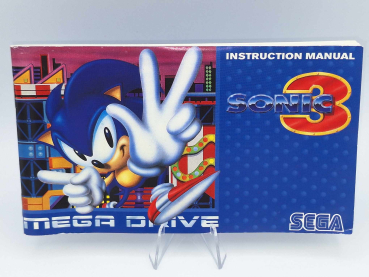 INSTRUCTION MANUAL
SONIC
3
MEGA DRIVE
SEGA